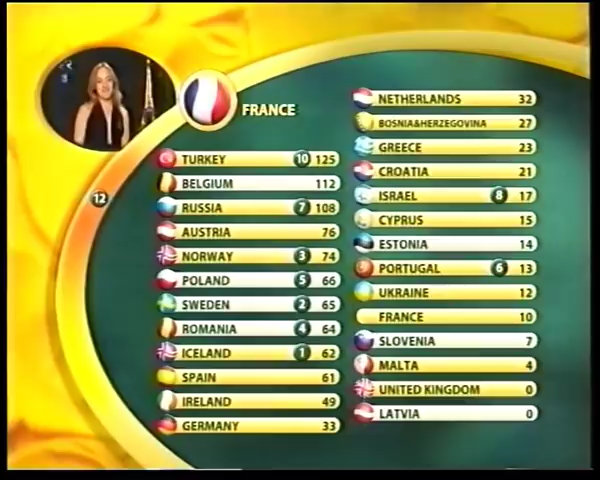 FRANCE
12
TURKEY 10 125
BELGIUM 112
RUSSIA 7 108
AUSTRIA 76
NORWAY 3 74
POLAND 5 66
SWEDEN 2 65
ROMANIA 4 64
ICELAND 1 62
SPAIN 61
IRELAND 49
GERMANY 33
NETHERLANDS 32
BOSNIA&HERZEGOVINA 27
GREECE 23
CROATIA 21
ISRAEL 8 17
CYPRUS 15
ESTONIA 14
PORTUGAL 6 13
UKRAINE 12
FRANCE 10
SLOVENIA 7
MALTA 4
UNITED KINGDOM 0
LATVIA 0